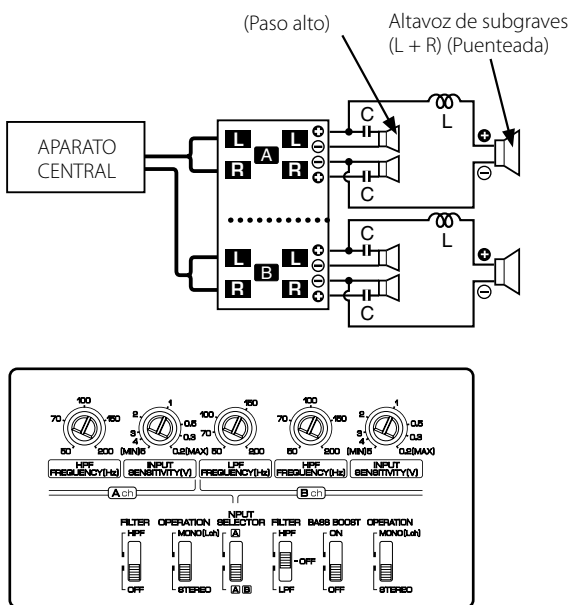 (Paso alto)
Altavoz de subgraves
(L + R) (Puenteada)
APARATO
CENTRAL
L L
A
R R
C
C
L
+
−
+
−
−
+
L L
B
R R
C
C
L
+
−
+
−
−
+
100 1 150 100 1
70 150 2 0.5 100 70 150 2 0.5
3 0.3 70 3 0.3
4 4
50 200 (MIN)5 0.2(MAX) 50 200 50 200 (MIN)5 0.2(MAX)
HPF INPUT LPF HPF INPUT
FREQUENCY(Hz) SENSITIVITY(V) FREQUENCY(Hz) FREQUENCY(Hz) SENSITIVITY(V)
A ch B ch
FILTER OPERATION INPUT SELECTOR FILTER BASS BOOST OPERATION
HPF MONO(Lch) A HPF ON MONO(Lch)
OFF
OFF STEREO A B LPF OFF STEREO